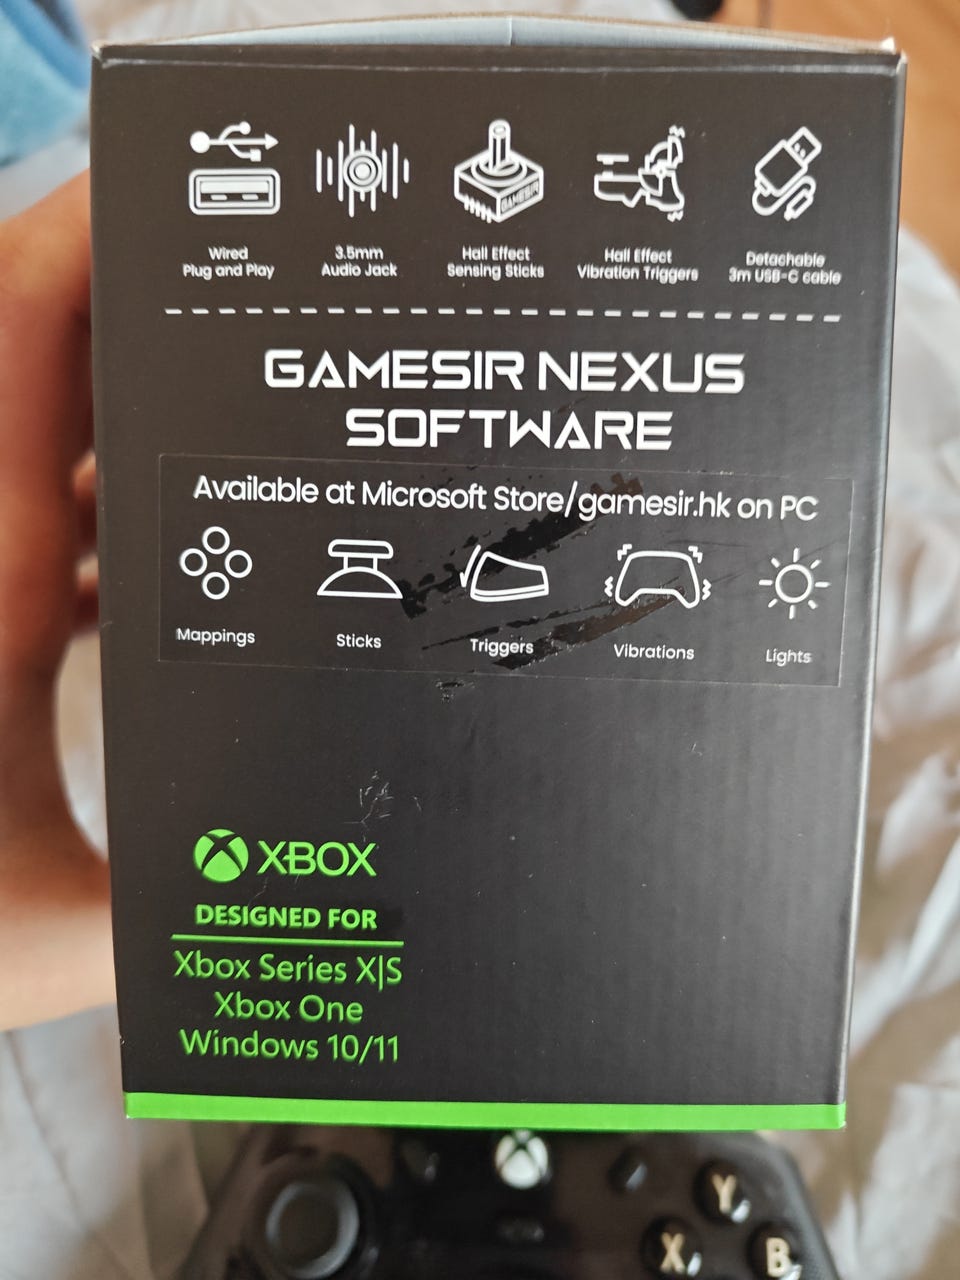 Wired
Plug and Play
3.5mm
Audio Jack
GAMESIR
Hall Effect
Sensing Sticks
Hall Effect
Vibration Triggers
Detachable
3m USB-C cable
GAMESIR NEXUS
SOFTWARE
Available at Microsoft Store/gamesir.hk on PC
Mappings
Sticks
Triggers
Vibrations
Lights
XBOX
DESIGNED FOR
Xbox Series X|S
Xbox One
Windows 10/11
Y
X
B